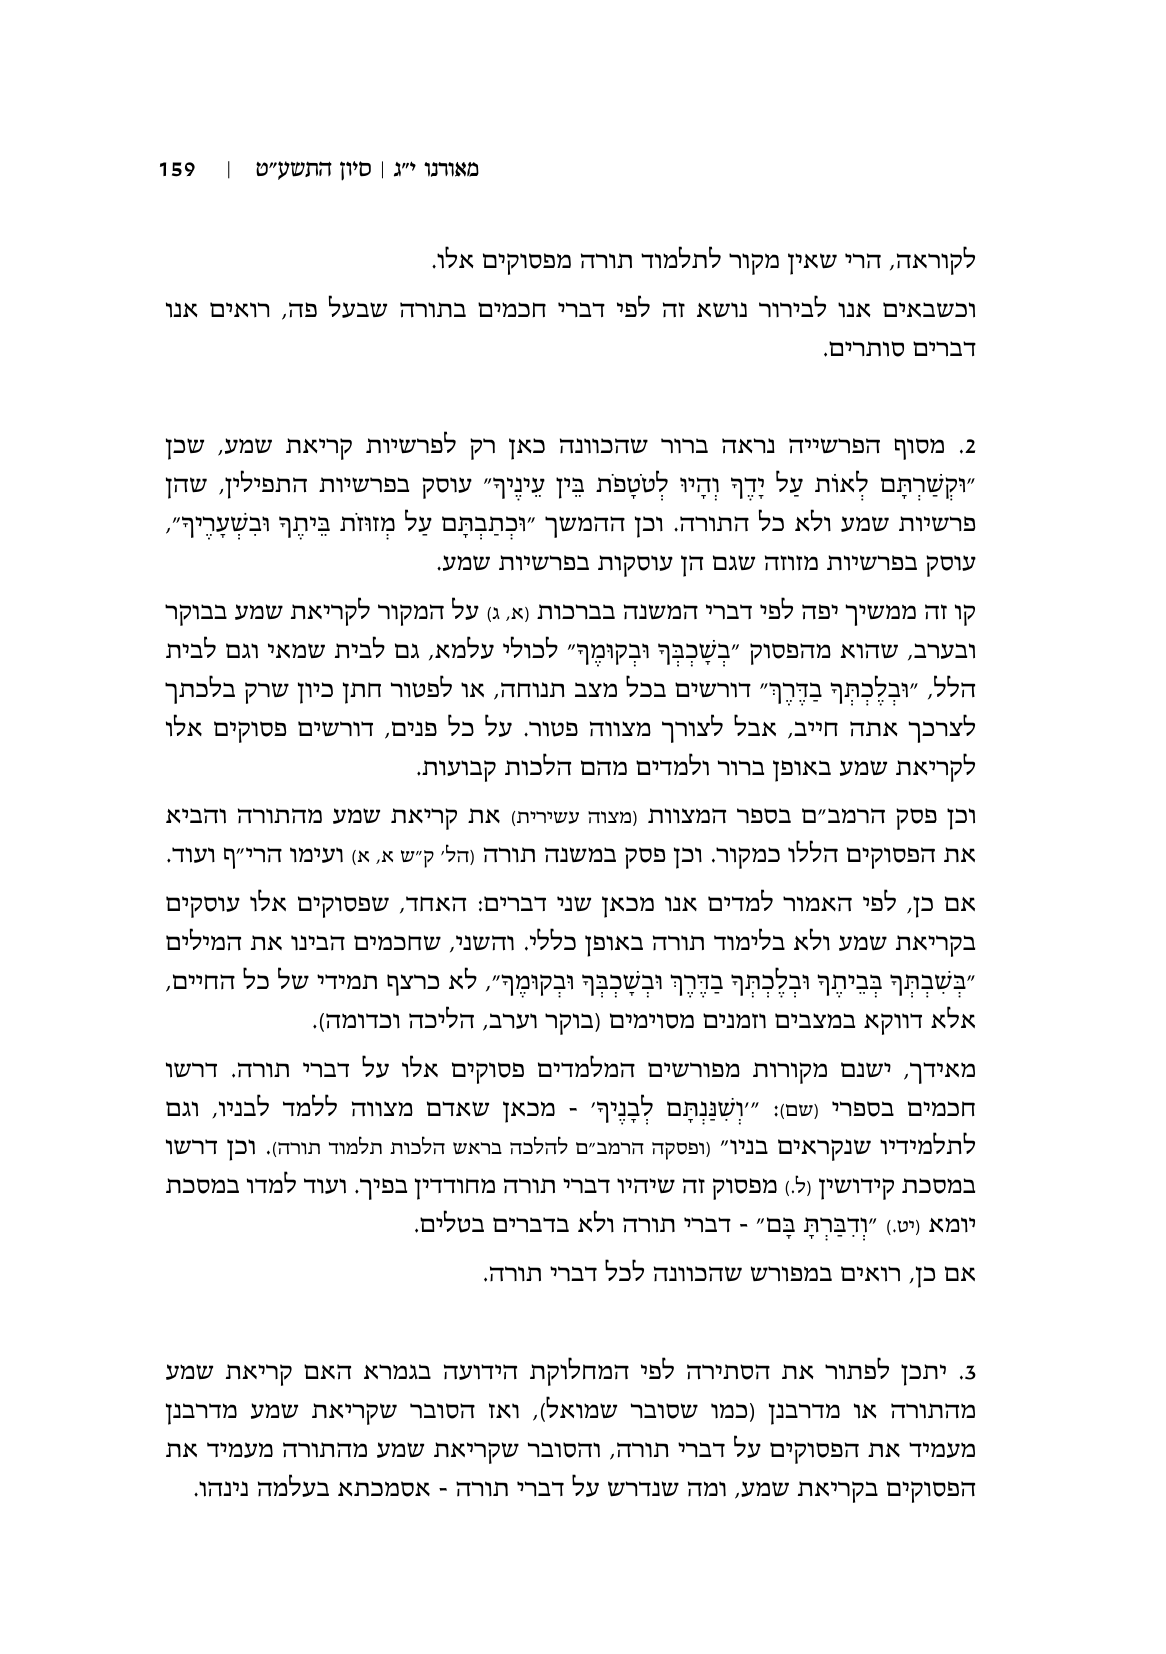 מאורנו י״ג | סיון התשע״ט | 159
לקוראה, הרי שאין מקור לתלמוד תורה מפסוקים אלו.
וכשבאים אנו לבירור נושא זה לפי דברי חכמים בתורה שבעל פה, רואים אנו
דברים סותרים.
2. מסוף הפרשייה נראה ברור שהכוונה כאן רק לפרשיות קריאת שמע, שכן
״וּקְשַׁרְתָּם לְאוֹת עַל יָדֶךָ וְהָיוּ לְטֹטָפֹת בֵּין עֵינֶיךָ״ עוסק בפרשיות התפילין, שהן
פרשיות שמע ולא כל התורה. וכן ההמשך ״וּכְתַבְתָּם עַל מְזוּזֹת בֵּיתֶךָ וּבִשְׁעָרֶיךָ״,
עוסק בפרשיות מזוזה שגם הן עוסקות בפרשיות שמע.
קו זה ממשיך יפה לפי דברי המשנה בברכות (א, ג) על המקור לקריאת שמע בבוקר
ובערב, שהוא מהפסוק ״בְשָׁכְבְּךָ וּבְקוּמֶךָ״ לכולי עלמא, גם לבית שמאי וגם לבית
הלל, ״וּבְלֶכְתְּךָ בַדֶּרֶךְ״ דורשים בכל מצב תנוחה, או לפטור חתן כיון שרק בלכתך
לצרכך אתה חייב, אבל לצורך מצווה פטור. על כל פנים, דורשים פסוקים אלו
לקריאת שמע באופן ברור ולמדים מהם הלכות קבועות.
וכן פסק הרמב״ם בספר המצוות (מצוה עשירית) את קריאת שמע מהתורה והביא
את הפסוקים הללו כמקור. וכן פסק במשנה תורה (הל׳ ק״ש א, א) ועימו הרי״ף ועוד.
אם כן, לפי האמור למדים אנו מכאן שני דברים: האחד, שפסוקים אלו עוסקים
בקריאת שמע ולא בלימוד תורה באופן כללי. והשני, שחכמים הבינו את המילים
״בְּשִׁבְתְּךָ בְּבֵיתֶךָ וּבְלֶכְתְּךָ בַדֶּרֶךְ וּבְשָׁכְבְּךָ וּבְקוּמֶךָ״, לא כרצף תמידי של כל החיים,
אלא דווקא במצבים וזמנים מסוימים (בוקר וערב, הליכה וכדומה).
מאידך, ישנם מקורות מפורשים המלמדים פסוקים אלו על דברי תורה. דרשו
חכמים בספרי (שם): ״׳וְשִׁנַּנְתָּם לְבָנֶיךָ׳ - מכאן שאדם מצווה ללמד לבניו, וגם
לתלמידיו שנקראים בניו״ (ופסקה הרמב״ם להלכה בראש הלכות תלמוד תורה). וכן דרשו
במסכת קידושין (ל.) מפסוק זה שיהיו דברי תורה מחודדין בפיך. ועוד למדו במסכת
יומא (יט.) ״וְדִבַּרְתָּ בָּם״ - דברי תורה ולא בדברים בטלים.
אם כן, רואים במפורש שהכוונה לכל דברי תורה.
3. יתכן לפתור את הסתירה לפי המחלוקת הידועה בגמרא האם קריאת שמע
מהתורה או מדרבנן (כמו שסובר שמואל), ואז הסובר שקריאת שמע מדרבנן
מעמיד את הפסוקים על דברי תורה, והסובר שקריאת שמע מהתורה מעמיד את
הפסוקים בקריאת שמע, ומה שנדרש על דברי תורה - אסמכתא בעלמה נינהו.